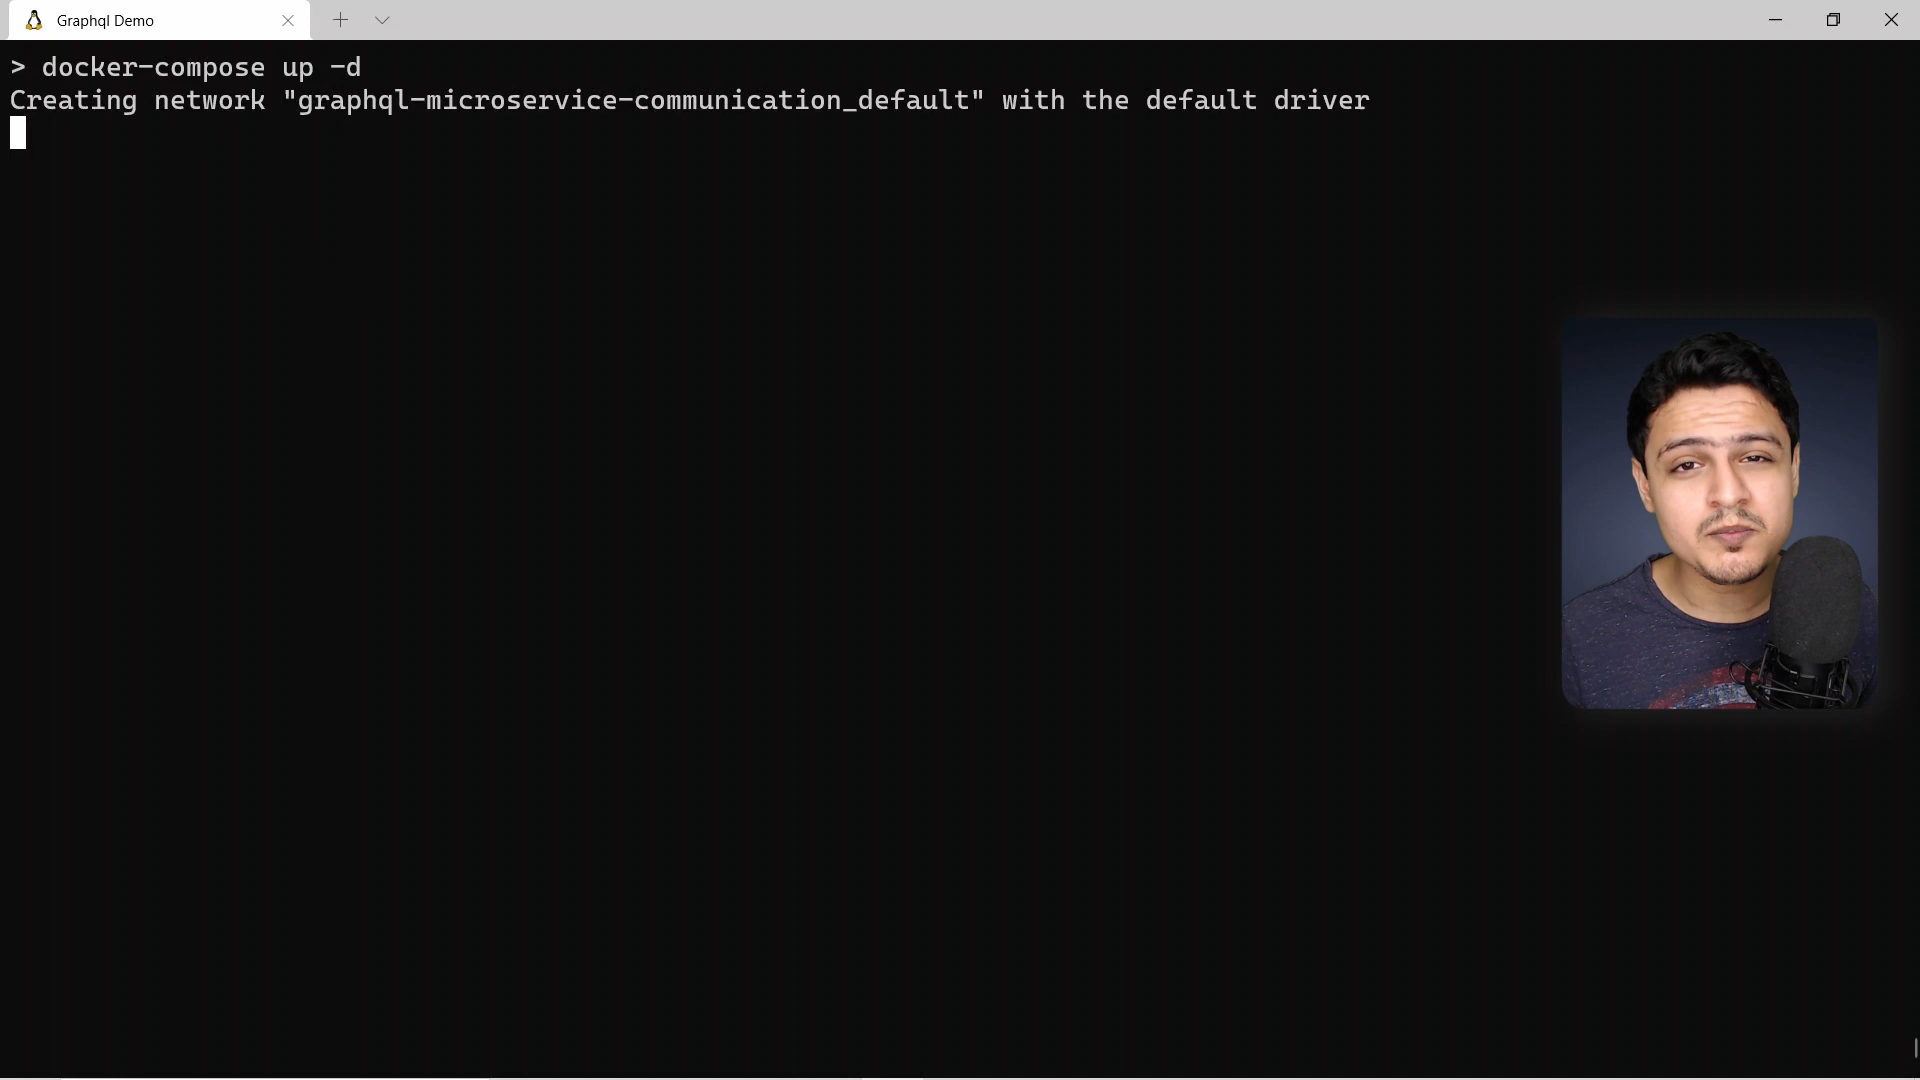 Graphql Demo
> docker-compose up -d
Creating network "graphql-microservice-communication_default" with the default driver